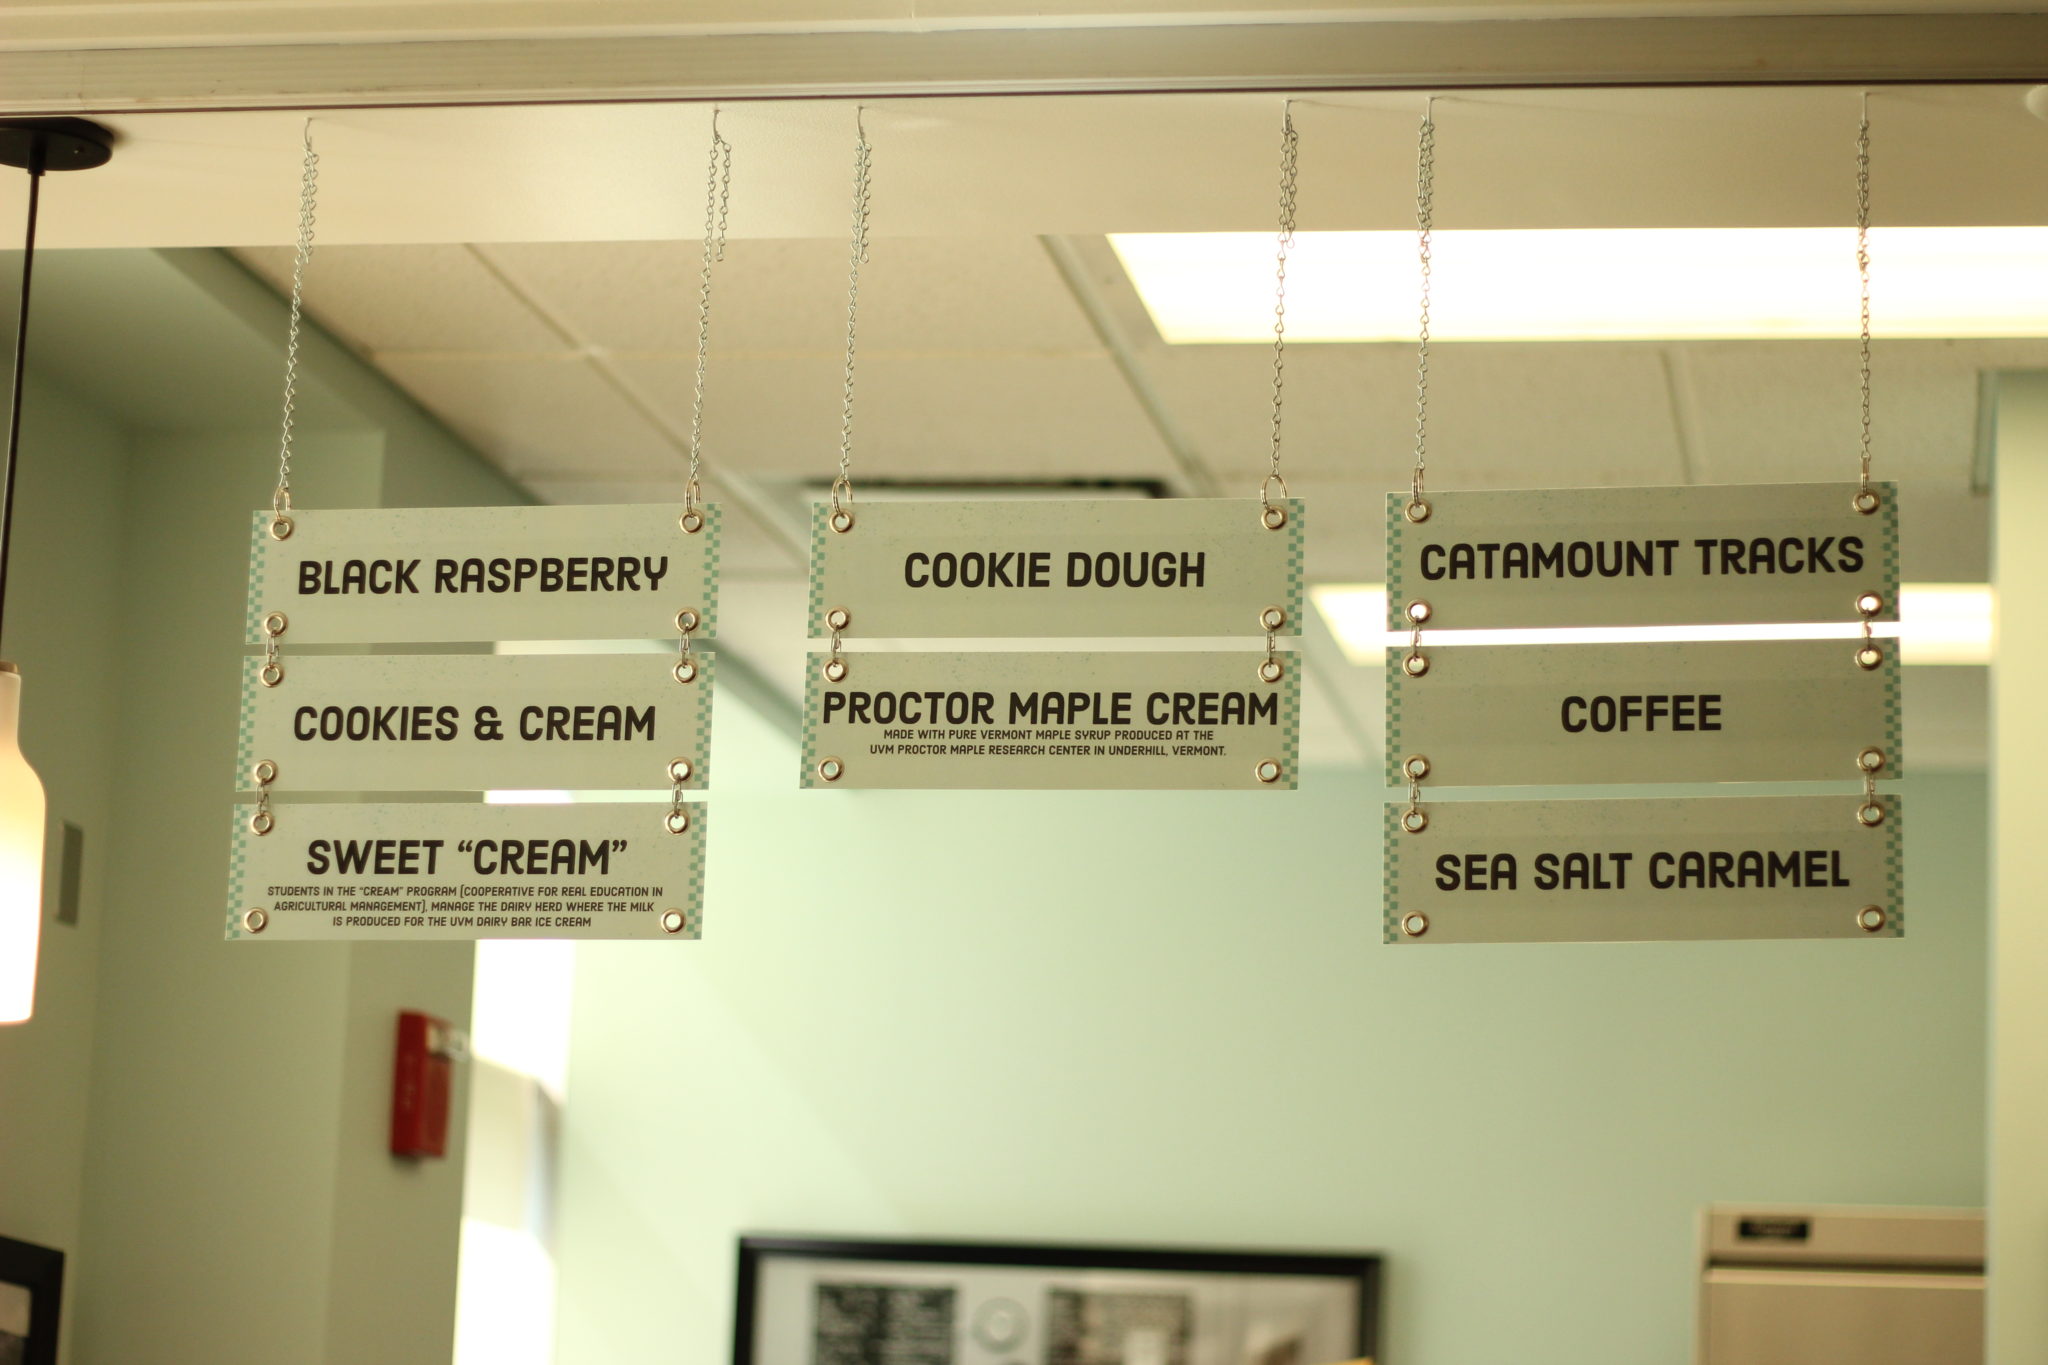 BLACK RASPBERRY
COOKIES & CREAM
SWEET “CREAM”
STUDENTS IN THE “CREAM” PROGRAM (COOPERATIVE FOR REAL EDUCATION IN
AGRICULTURAL MANAGEMENT), MANAGE THE DAIRY HERD WHERE THE MILK
IS PRODUCED FOR THE UVM DAIRY BAR ICE CREAM
COOKIE DOUGH
PROCTOR MAPLE CREAM
MADE WITH PURE VERMONT MAPLE SYRUP PRODUCED AT THE
UVM PROCTOR MAPLE RESEARCH CENTER IN UNDERHILL, VERMONT.
CATAMOUNT TRACKS
COFFEE
SEA SALT CARAMEL